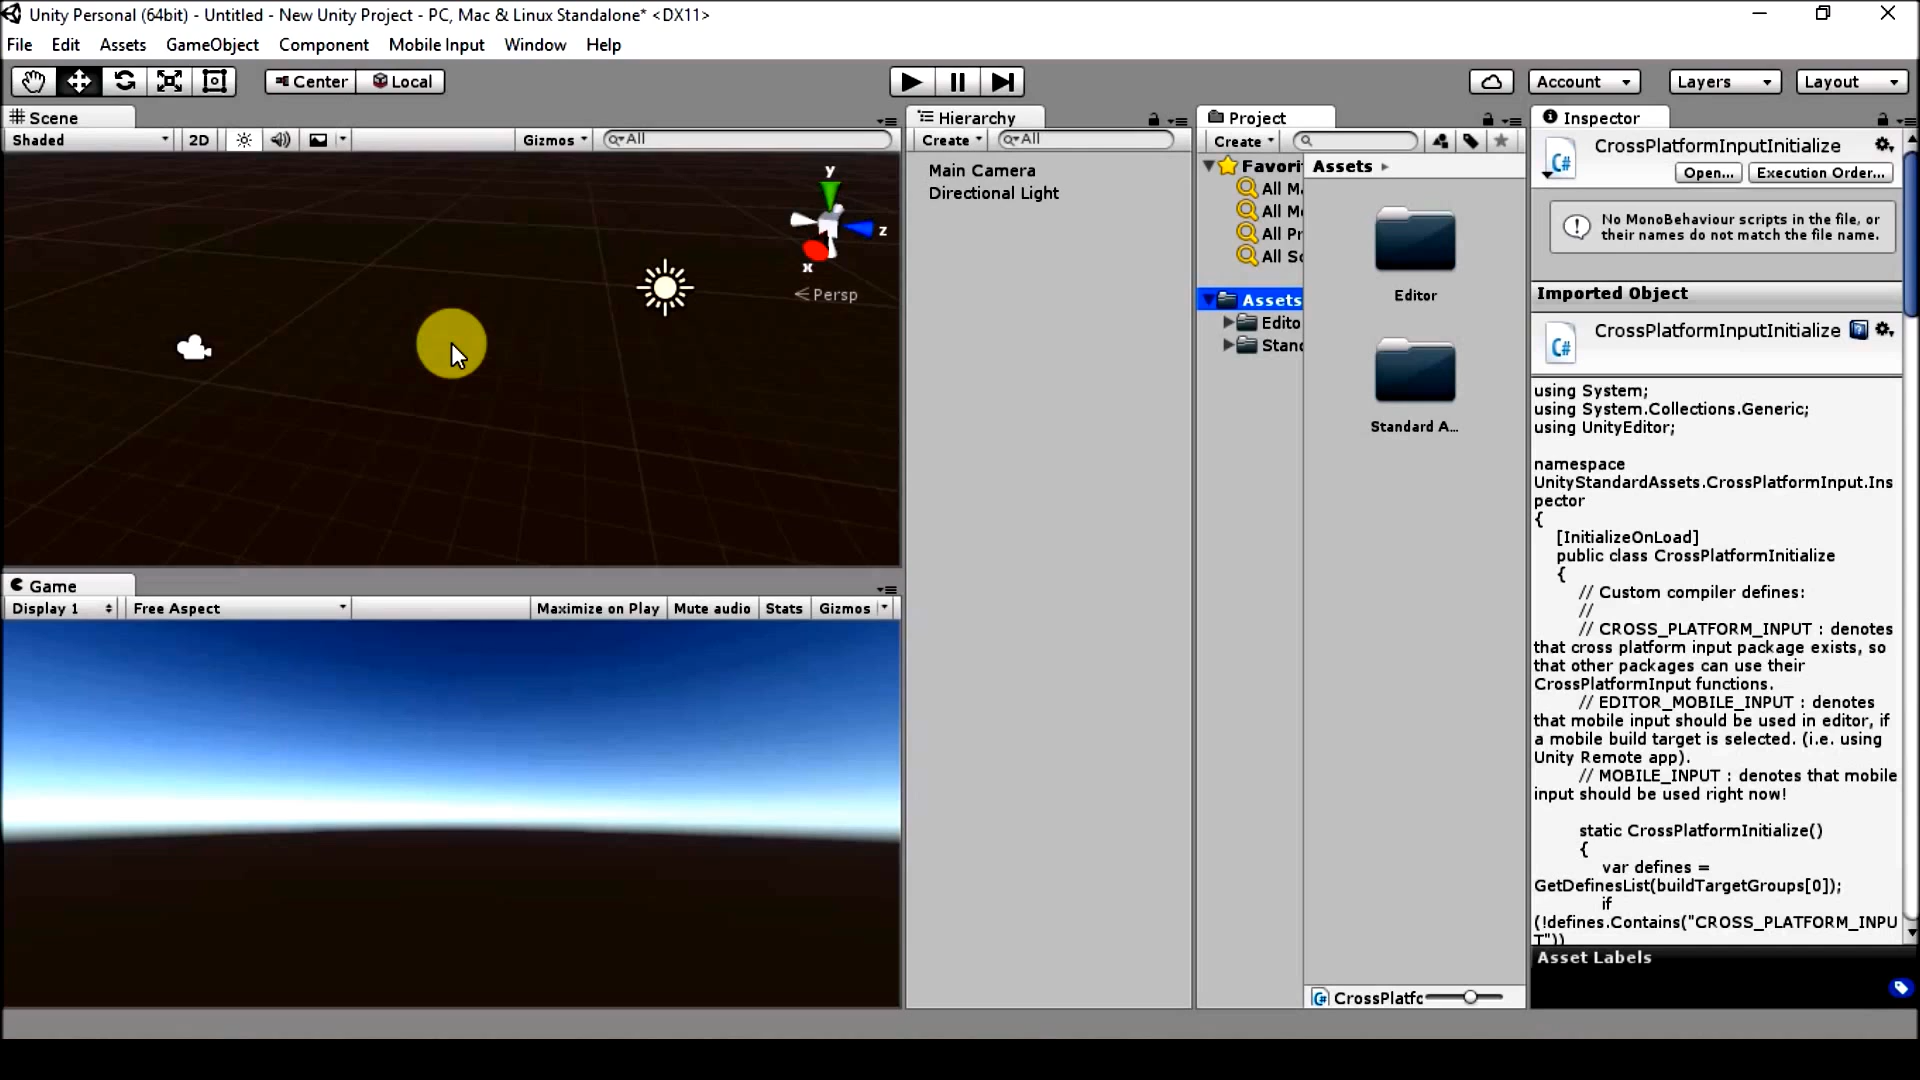 Unity Personal (64bit) - Untitled - New Unity Project - PC, Mac & Linux Standalone* <DX11>
File Edit Assets GameObject Component Mobile Input Window Help
Center Local Account Layers Layout
Scene
Shaded 2D Gizmos All
y
z
x
Persp
Game
Display 1 Free Aspect Maximize on Play Mute audio Stats Gizmos
Hierarchy
Create All
Main Camera
Directional Light
Project
Create
Favori
All Ma
All Mo
All Pr
All Sc
Assets
Edito
Stand
Assets
Editor
Standard A...
CrossPlatfo
Inspector
CrossPlatformInputInitialize
Open... Execution Order...
No MonoBehaviour scripts in the file, or
their names do not match the file name.
Imported Object
CrossPlatformInputInitialize
using System;
using System.Collections.Generic;
using UnityEditor;
namespace
UnityStandardAssets.CrossPlatformInput.Ins
pector
{
[InitializeOnLoad]
public class CrossPlatformInitialize
{
// Custom compiler defines:
//
// CROSS_PLATFORM_INPUT : denotes
that cross platform input package exists, so
that other packages can use their
CrossPlatformInput functions.
// EDITOR_MOBILE_INPUT : denotes
that mobile input should be used in editor, if
a mobile build target is selected. (i.e. using
Unity Remote app).
// MOBILE_INPUT : denotes that mobile
input should be used right now!
static CrossPlatformInitialize()
{
var defines =
GetDefinesList(buildTargetGroups[0]);
if
(!defines.Contains("CROSS_PLATFORM_INPU
T"))
Asset Labels